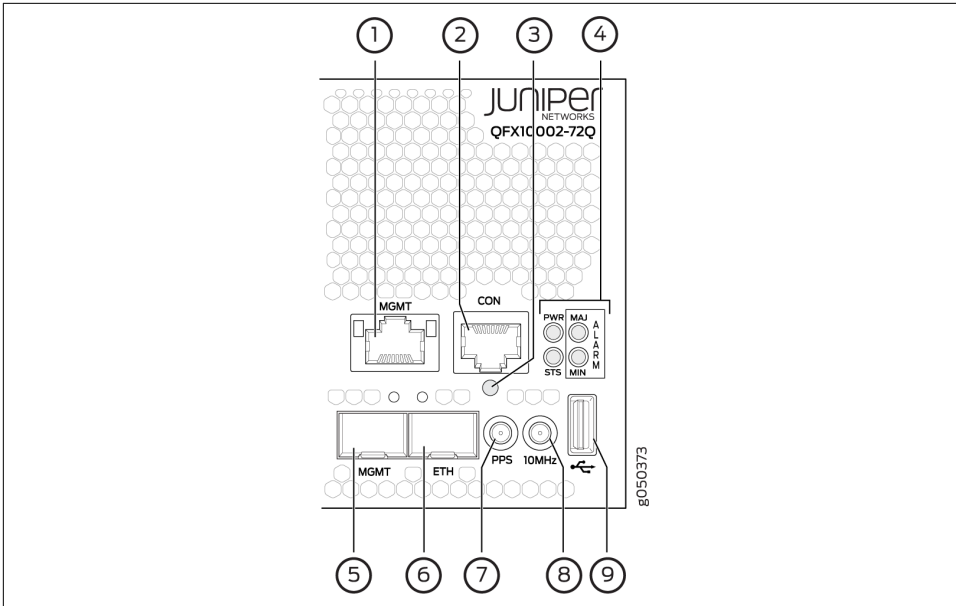 1 2 3 4
JUNIPER
NETWORKS
QFX10002-72Q
MGMT
CON
PWR MAJ
STS MIN
ALARM
MGMT ETH PPS 10MHz
g050373
5 6 7 8 9